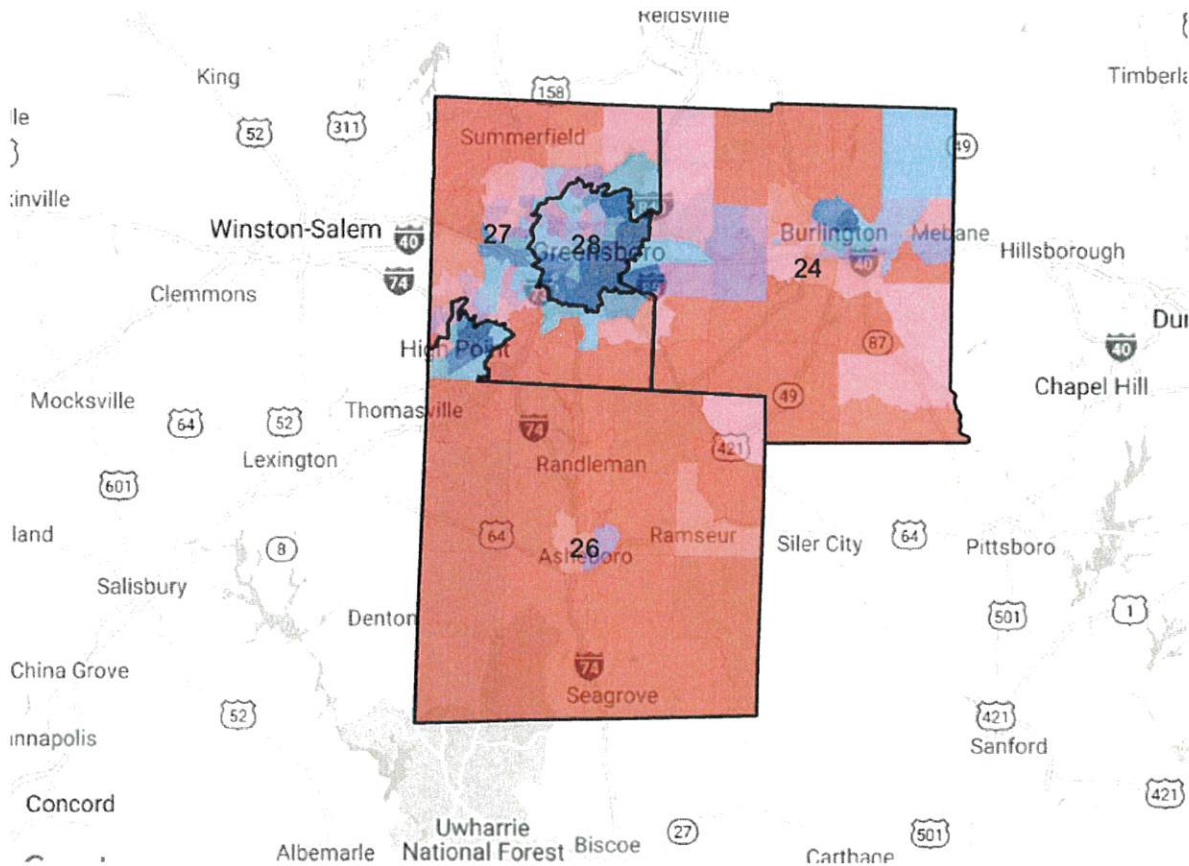 Reidsville
King
Timberla
158
52
311
lle
Summerfield
49
kinville
Winston-Salem
40
27
28
Greensboro
Burlington
Mebane
Hillsborough
24
40
74
Clemmons
Dur
High Point
87
40
Mocksville
64
52
Thomasville
49
Chapel Hill
74
421
Lexington
Randleman
601
64
Ramseur
26
Asheboro
Siler City
64
Pittsboro
land
8
Salisbury
Denton
501
1
China Grove
74
Seagrove
52
421
nnapolis
Sanford
421
Concord
Uwharrie
National Forest
Biscoe
27
501
Albemarle
Carthage